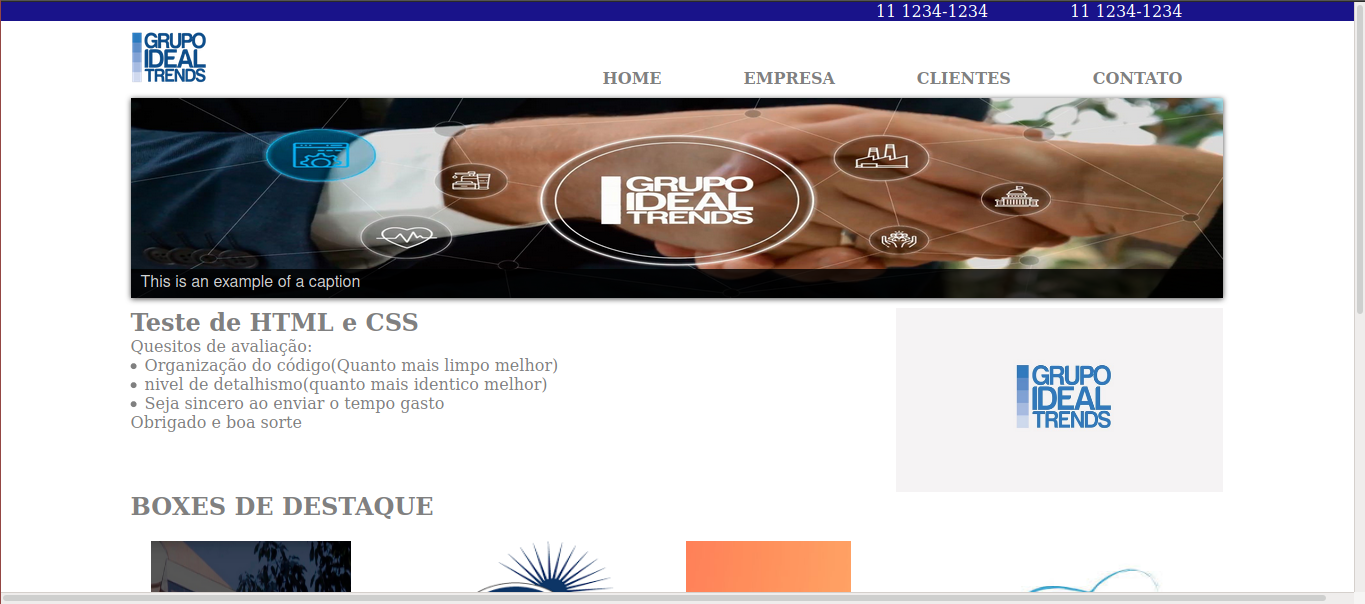 11 1234-1234 11 1234-1234
GRUPO
IDEAL
TRENDS
HOME EMPRESA CLIENTES CONTATO
GRUPO
IDEAL
TRENDS
This is an example of a caption
Teste de HTML e CSS
Quesitos de avaliação:
• Organização do código(Quanto mais limpo melhor)
• nivel de detalhismo(quanto mais identico melhor)
• Seja sincero ao enviar o tempo gasto
Obrigado e boa sorte
GRUPO
IDEAL
TRENDS
BOXES DE DESTAQUE